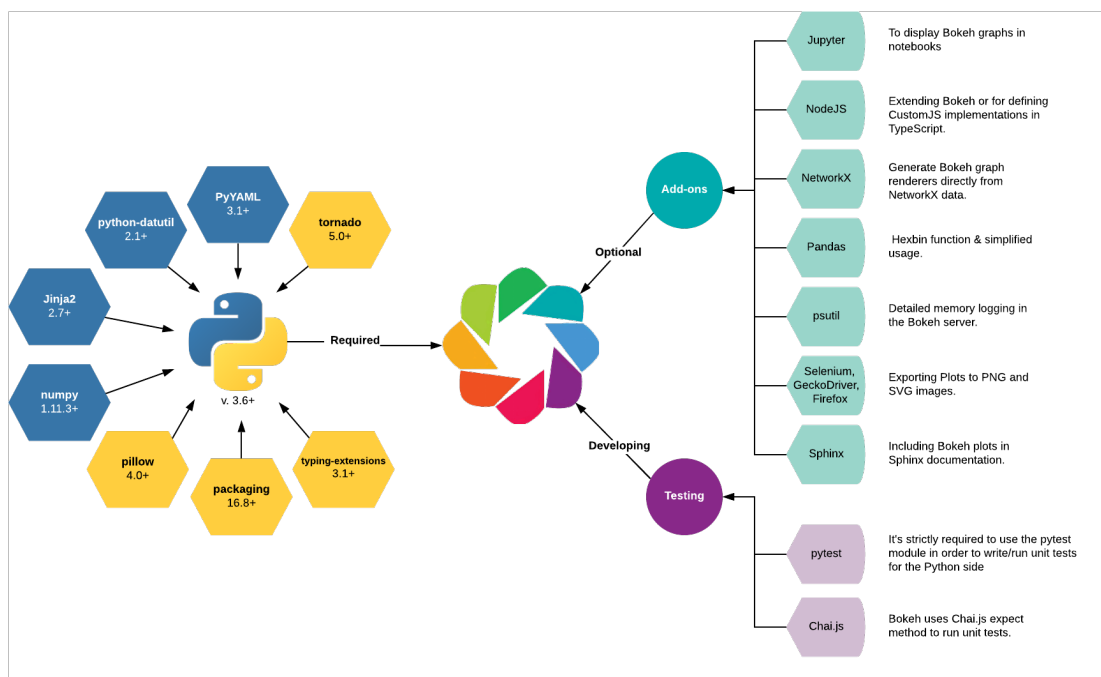 PyYAML
3.1+
python-datutil
2.1+
tornado
5.0+
Jinja2
2.7+
numpy
1.11.3+
v. 3.6+
pillow
4.0+
packaging
16.8+
typing-extensions
3.1+
Required
Optional
Developing
Add-ons
Testing
Jupyter
To display Bokeh graphs in
notebooks
NodeJS
Extending Bokeh or for defining
CustomJS implementations in
TypeScript.
NetworkX
Generate Bokeh graph
renderers directly from
NetworkX data.
Pandas
Hexbin function & simplified
usage.
psutil
Detailed memory logging in
the Bokeh server.
Selenium,
GeckoDriver,
Firefox
Exporting Plots to PNG and
SVG images.
Sphinx
Including Bokeh plots in
Sphinx documentation.
pytest
It's strictly required to use the pytest
module in order to write/run unit tests
for the Python side
Chai.js
Bokeh uses Chai.js expect
method to run unit tests.